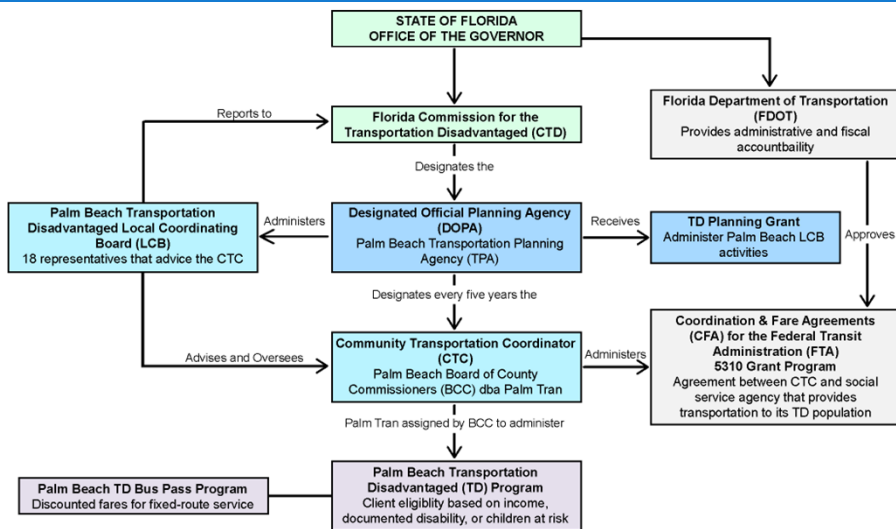 STATE OF FLORIDA
OFFICE OF THE GOVERNOR
Reports to
Florida Commission for the
Transportation Disadvantaged (CTD)
Florida Department of Transportation
(FDOT)
Provides administrative and fiscal
accountbaility
Designates the
Palm Beach Transportation
Disadvantaged Local Coordinating
Board (LCB)
18 representatives that advice the CTC
Administers
Designated Official Planning Agency
(DOPA)
Palm Beach Transportation Planning
Agency (TPA)
Receives
TD Planning Grant
Administer Palm Beach LCB
activities
Approves
Designates every five years the
Advises and Oversees
Community Transportation Coordinator
(CTC)
Palm Beach Board of County
Commissioners (BCC) dba Palm Tran
Administers
Coordination & Fare Agreements
(CFA) for the Federal Transit
Administration (FTA)
5310 Grant Program
Agreement between CTC and social
service agency that provides
transportation to its TD population
Palm Tran assigned by BCC to administer
Palm Beach TD Bus Pass Program
Discounted fares for fixed-route service
Palm Beach Transportation
Disadvantaged (TD) Program
Client eligiblity based on income,
documented disability, or children at risk